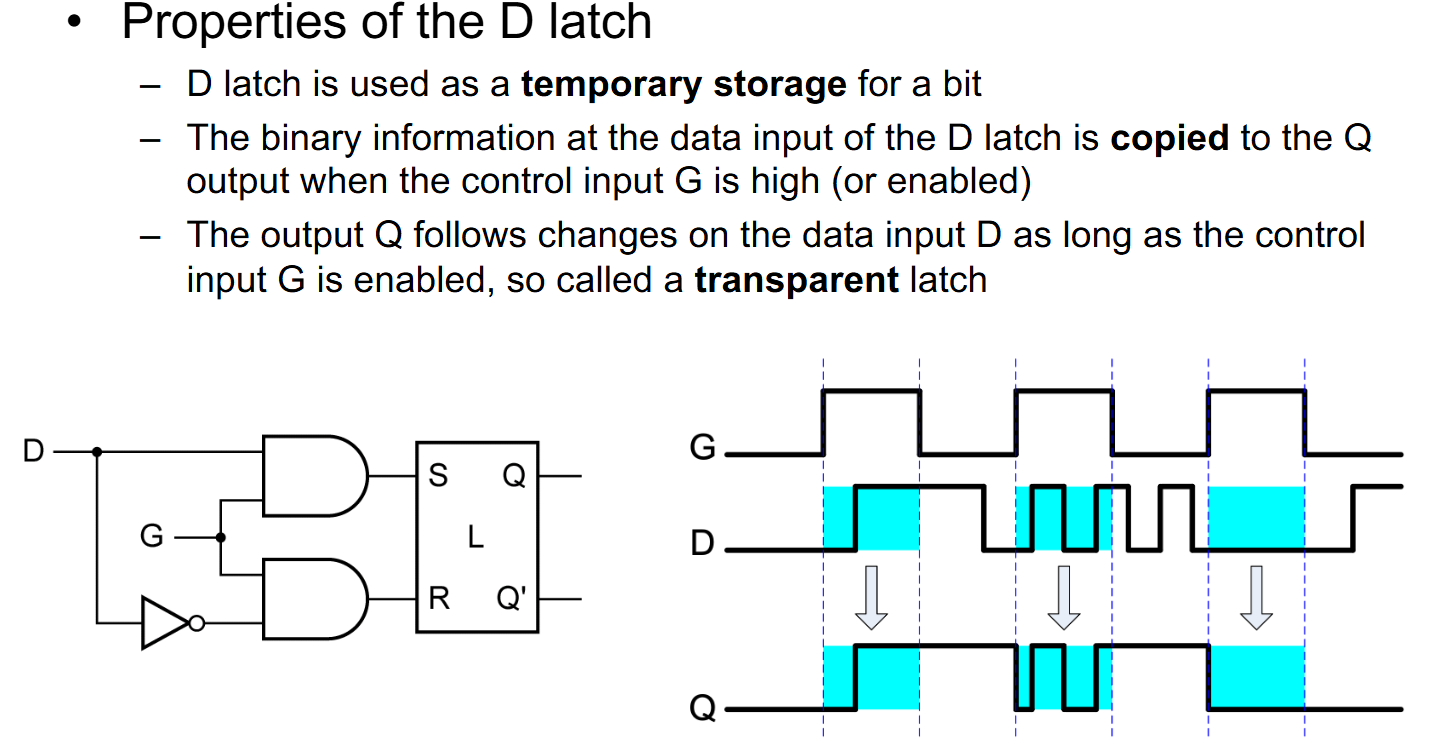 • Properties of the D latch
– D latch is used as a temporary storage for a bit
– The binary information at the data input of the D latch is copied to the Q
output when the control input G is high (or enabled)
– The output Q follows changes on the data input D as long as the control
input G is enabled, so called a transparent latch
D
G
S Q
L
R Q'
G
D
Q